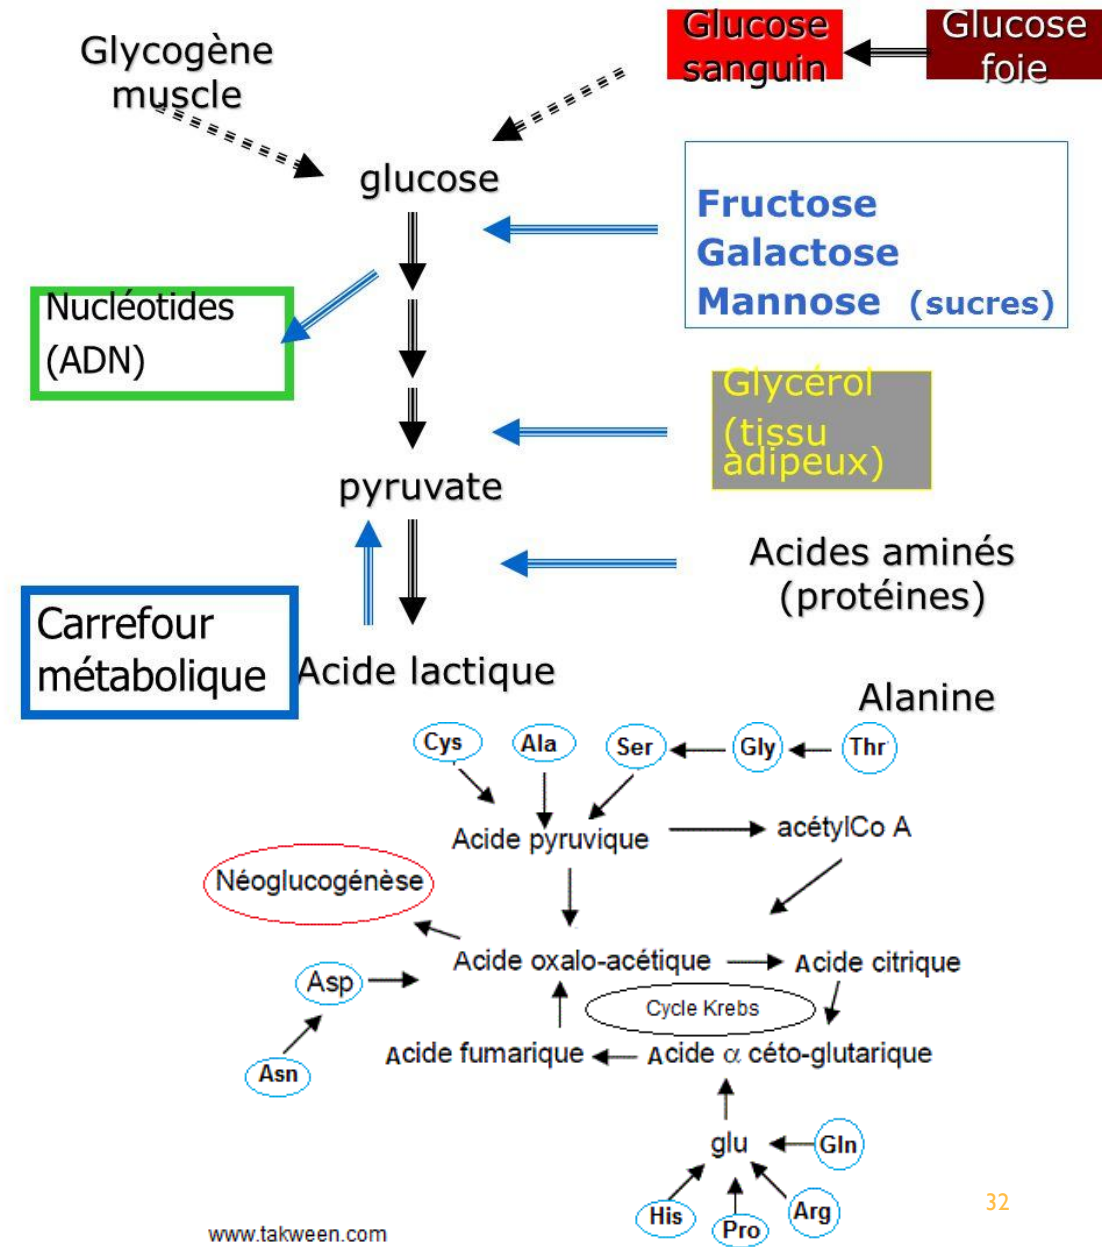 Glycogène
muscle
Glucose
sanguin
Glucose
foie
glucose
Fructose
Galactose
Mannose (sucres)
Nucléotides
(ADN)
Glycérol
(tissu
adipeux)
pyruvate
Acides aminés
(protéines)
Carrefour
métabolique
Acide lactique
Alanine
Cys
Ala
Ser
Gly
Thr
Acide pyruvique
acétylCo A
Néoglucogénèse
Acide oxalo-acétique
Acide citrique
Asp
Cycle Krebs
Acide fumarique
Acide α céto-glutarique
Asn
glu
Gln
His
Pro
Arg
32
www.takween.com